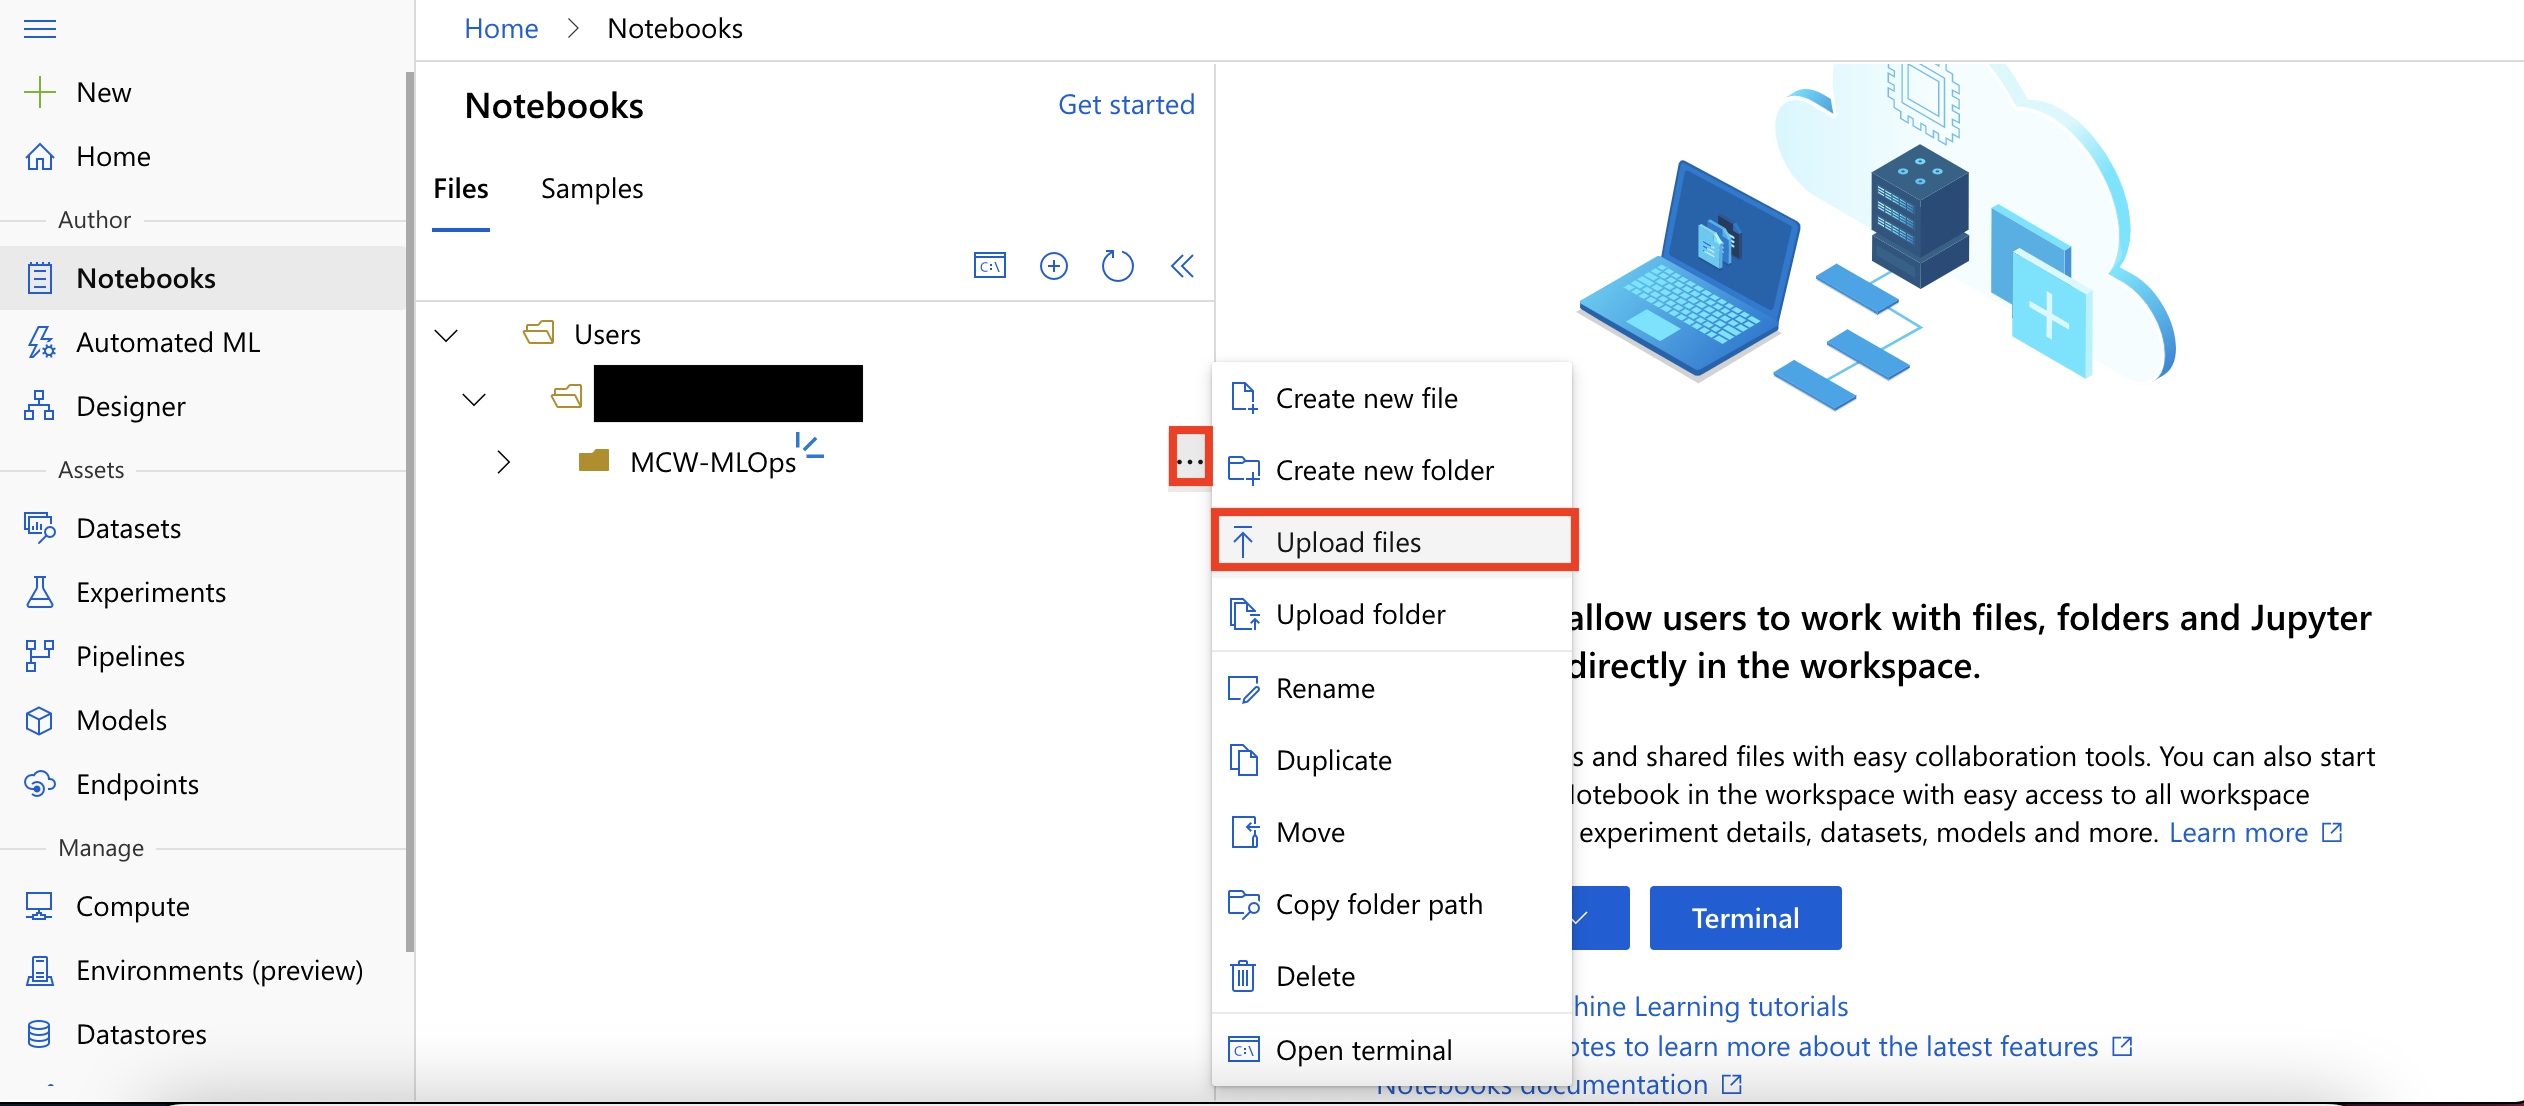 Home > Notebooks
New
Home
Author
Notebooks
Automated ML
Designer
Assets
Datasets
Experiments
Pipelines
Models
Endpoints
Manage
Compute
Environments (preview)
Datastores
Notebooks
Get started
Files
Samples
Users
MCW-MLOps
...
Create new file
Create new folder
Upload files
Upload folder
Rename
Duplicate
Move
Copy folder path
Delete
Open terminal
allow users to work with files, folders and Jupyter
directly in the workspace.
and shared files with easy collaboration tools. You can also start
in the workspace with easy access to all workspace
experiment details, datasets, models and more. Learn more
Terminal
Learning tutorials
to learn more about the latest features
Notebooks documentation